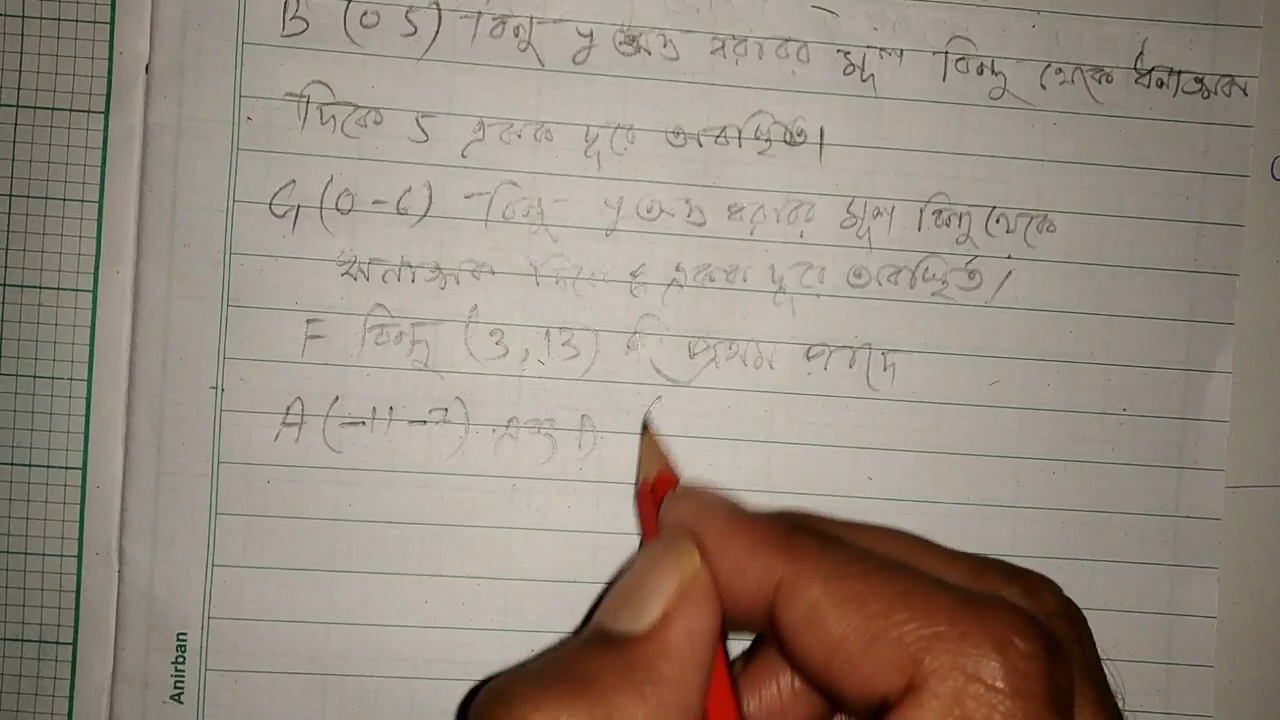 B (0 5) বিন্দু y অক্ষ বরাবর মূল বিন্দু থেকে ধনাত্মক
দিকে 5 একক দূরে অবস্থিত।
G (0 -6) বিন্দু y অক্ষ বরাবর মূল বিন্দু থেকে
ঋনাত্মক দিকে 6 একক দূরে অবস্থিত।
F বিন্দু (3, 13) প্রথম পাদে
A (-11 -7) এবং D (
Anirban